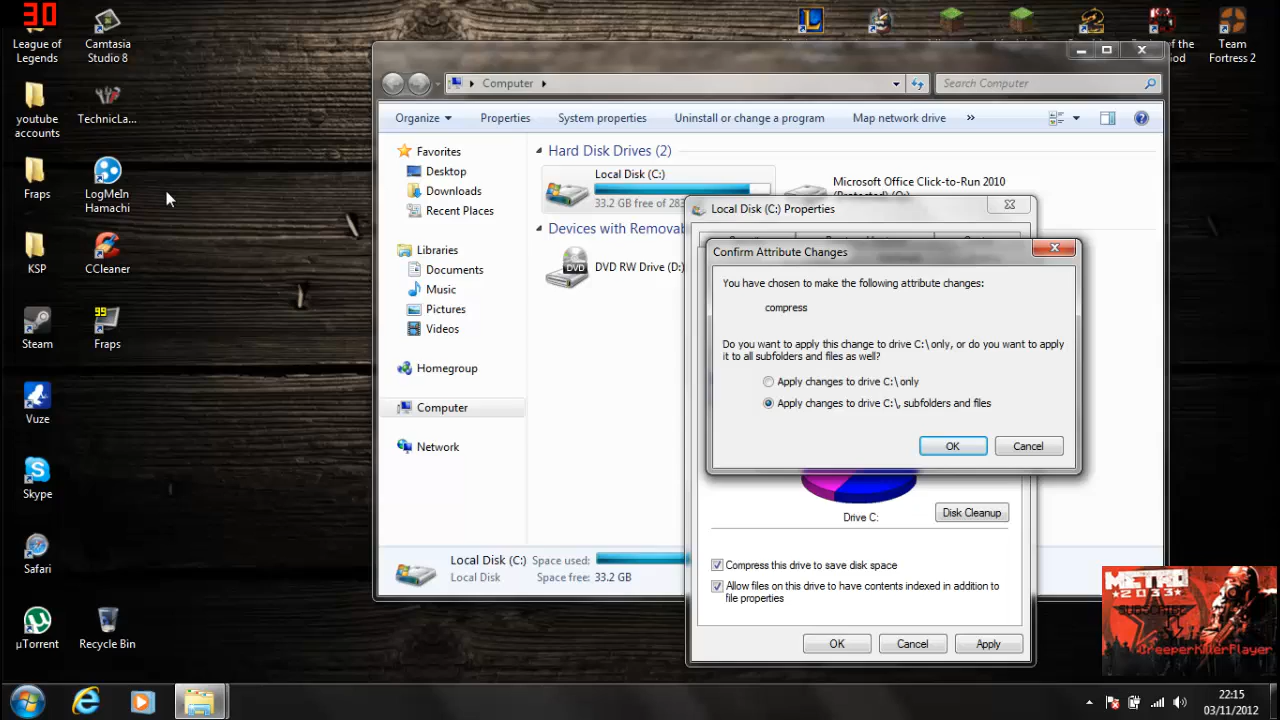 30
League of
Legends
Camtasia
Studio 8
youtube
accounts
TechnicLa...
Fraps
LogMeIn
Hamachi
KSP
CCleaner
Steam
99
Fraps
Vuze
Skype
Safari
µTorrent
Recycle Bin
Team
Fortress 2
Computer
Search Computer
Organize
Properties
System properties
Uninstall or change a program
Map network drive
»
Favorites
Desktop
Downloads
Recent Places
Libraries
Documents
Music
Pictures
Videos
Homegroup
Computer
Network
Hard Disk Drives (2)
Local Disk (C:)
33.2 GB free of 283
Microsoft Office Click-to-Run 2010
Devices with Remova
DVD
DVD RW Drive (D:)
Local Disk (C:) Space used:
Local Disk Space free: 33.2 GB
Local Disk (C:) Properties
Confirm Attribute Changes
You have chosen to make the following attribute changes:
compress
Do you want to apply this change to drive C:\ only, or do you want to apply
it to all subfolders and files as well?
Apply changes to drive C:\ only
Apply changes to drive C:\, subfolders and files
OK Cancel
Drive C:
Disk Cleanup
Compress this drive to save disk space
Allow files on this drive to have contents indexed in addition to
file properties
OK Cancel Apply
METRO
2033
CreeperKillerPlayer
22:15
03/11/2012